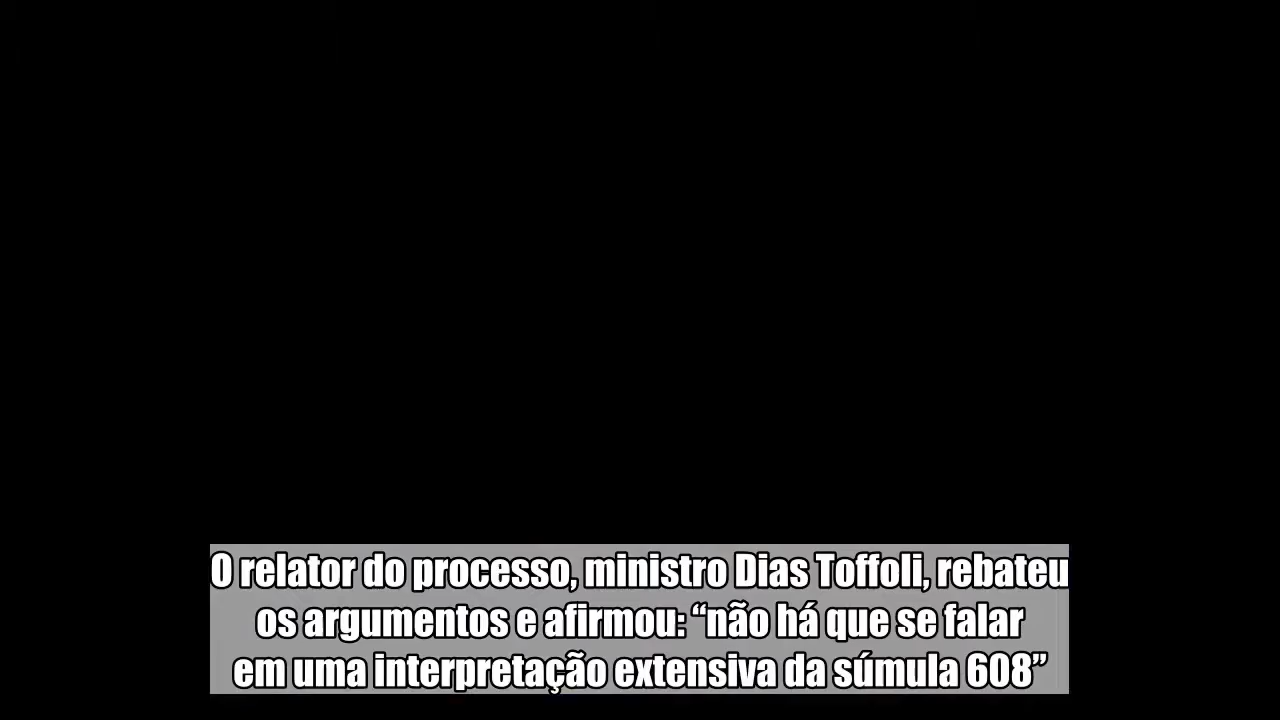 O relator do processo, ministro Dias Toffoli, rebateu
os argumentos e afirmou: “não há que se falar
em uma interpretação extensiva da súmula 608”